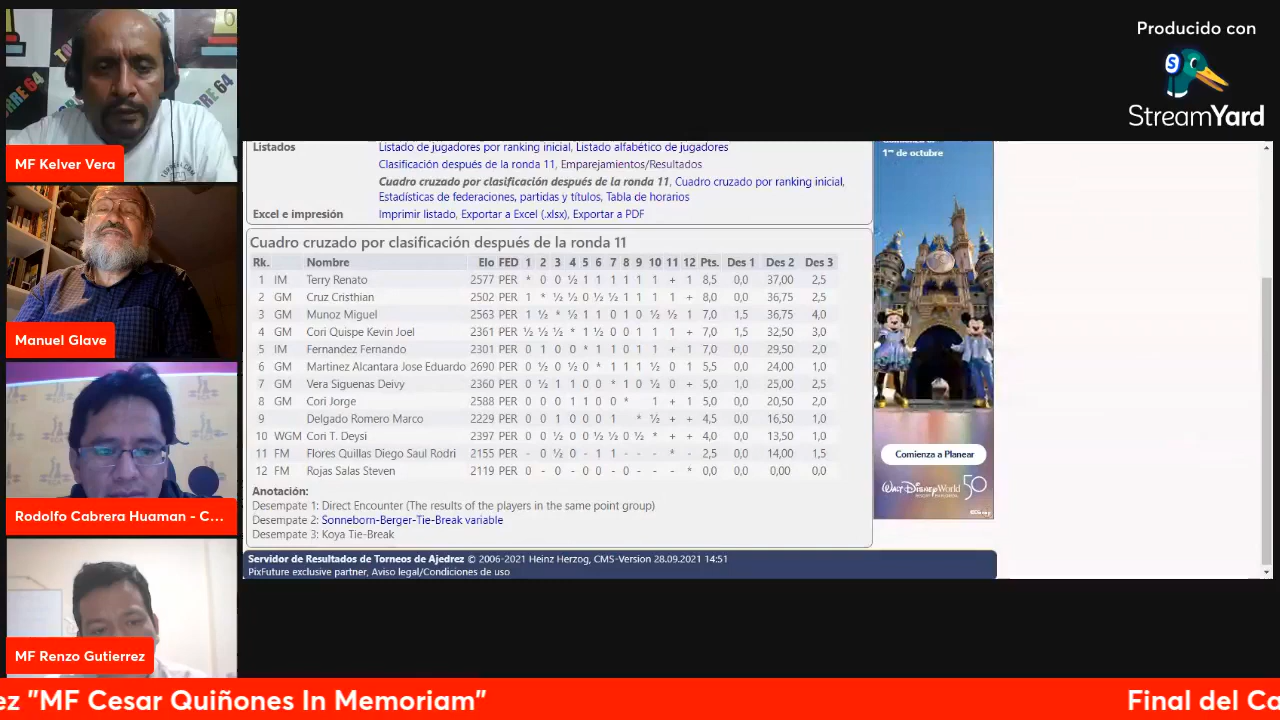 Producido con
StreamYard
TORRE 64
MF Kelver Vera
Manuel Glave
Rodolfo Cabrera Huaman - C...
MF Renzo Gutierrez
Listados Listado de jugadores por ranking inicial, Listado alfabético de jugadores
Clasificación después de la ronda 11, Emparejamientos/Resultados
Cuadro cruzado por clasificación después de la ronda 11, Cuadro cruzado por ranking inicial,
Estadísticas de federaciones, partidas y títulos, Tabla de horarios
Excel e impresión Imprimir listado, Exportar a Excel (.xlsx), Exportar a PDF
Cuadro cruzado por clasificación después de la ronda 11
Rk. Nombre Elo FED 1 2 3 4 5 6 7 8 9 10 11 12 Pts. Des 1 Des 2 Des 3
1 IM Terry Renato 2577 PER * 0 0 ½ 1 1 1 1 1 1 + 1 8,5 0,0 37,00 2,5
2 GM Cruz Cristhian 2502 PER 1 * ½ ½ 0 ½ ½ 1 1 1 1 1 8,0 0,0 36,75 2,5
3 GM Munoz Miguel 2563 PER 1 ½ * ½ 1 1 0 1 0 ½ ½ 1 7,0 1,5 36,75 4,0
4 GM Cori Quispe Kevin Joel 2361 PER ½ ½ ½ * 1 ½ 0 0 1 1 1 + 7,0 1,5 32,50 3,0
5 IM Fernandez Fernando 2301 PER 0 1 0 0 * 1 1 0 1 1 + 1 7,0 0,0 29,50 2,0
6 GM Martinez Alcantara Jose Eduardo 2690 PER 0 ½ 0 ½ 0 * 1 1 1 ½ 0 1 5,5 0,0 24,00 1,0
7 GM Vera Siguenas Deivy 2360 PER 0 ½ 1 1 0 0 * 1 0 ½ 0 + 5,0 1,0 25,00 2,5
8 GM Cori Jorge 2588 PER 0 0 0 1 1 0 0 * 1 + 1 5,0 0,0 20,50 2,0
9 Delgado Romero Marco 2229 PER 0 0 1 0 0 0 1 * ½ + + 4,5 0,0 16,50 1,0
10 WGM Cori T. Deysi 2397 PER 0 0 ½ 0 0 ½ ½ 0 ½ * + + 4,0 0,0 13,50 1,0
11 FM Flores Quillas Diego Saul Rodri 2155 PER - 0 ½ 0 - 1 1 - - - * - 2,5 0,0 14,00 1,5
12 FM Rojas Salas Steven 2119 PER 0 - 0 - 0 0 - 0 - - - * 0,0 0,0 0,00 0,0
Anotación:
Desempate 1: Direct Encounter (The results of the players in the same point group)
Desempate 2: Sonneborn-Berger-Tie-Break variable
Desempate 3: Koya Tie-Break
Servidor de Resultados de Torneos de Ajedrez © 2006-2021 Heinz Herzog, CMS-Version 28.09.2021 14:51
PixFuture exclusive partner, Aviso legal/Condiciones de uso
1ro de octubre
Comienza a Planear
Walt Disney World 50
ez "MF Cesar Quiñones In Memoriam"
Final del Ca